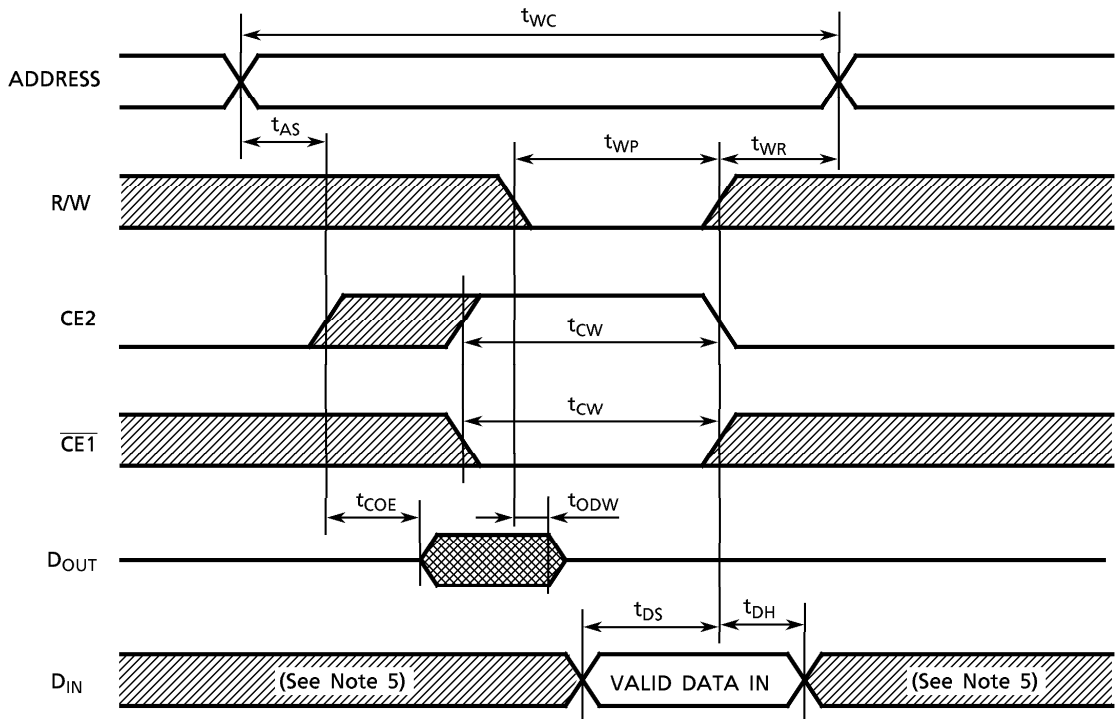 tWC
ADDRESS
tAS
tWP
tWR
R/W
CE2
tCW
tCW
C̅E̅1̅
tCOE
tODW
DOUT
tDS
tDH
DIN
(See Note 5)
VALID DATA IN
(See Note 5)